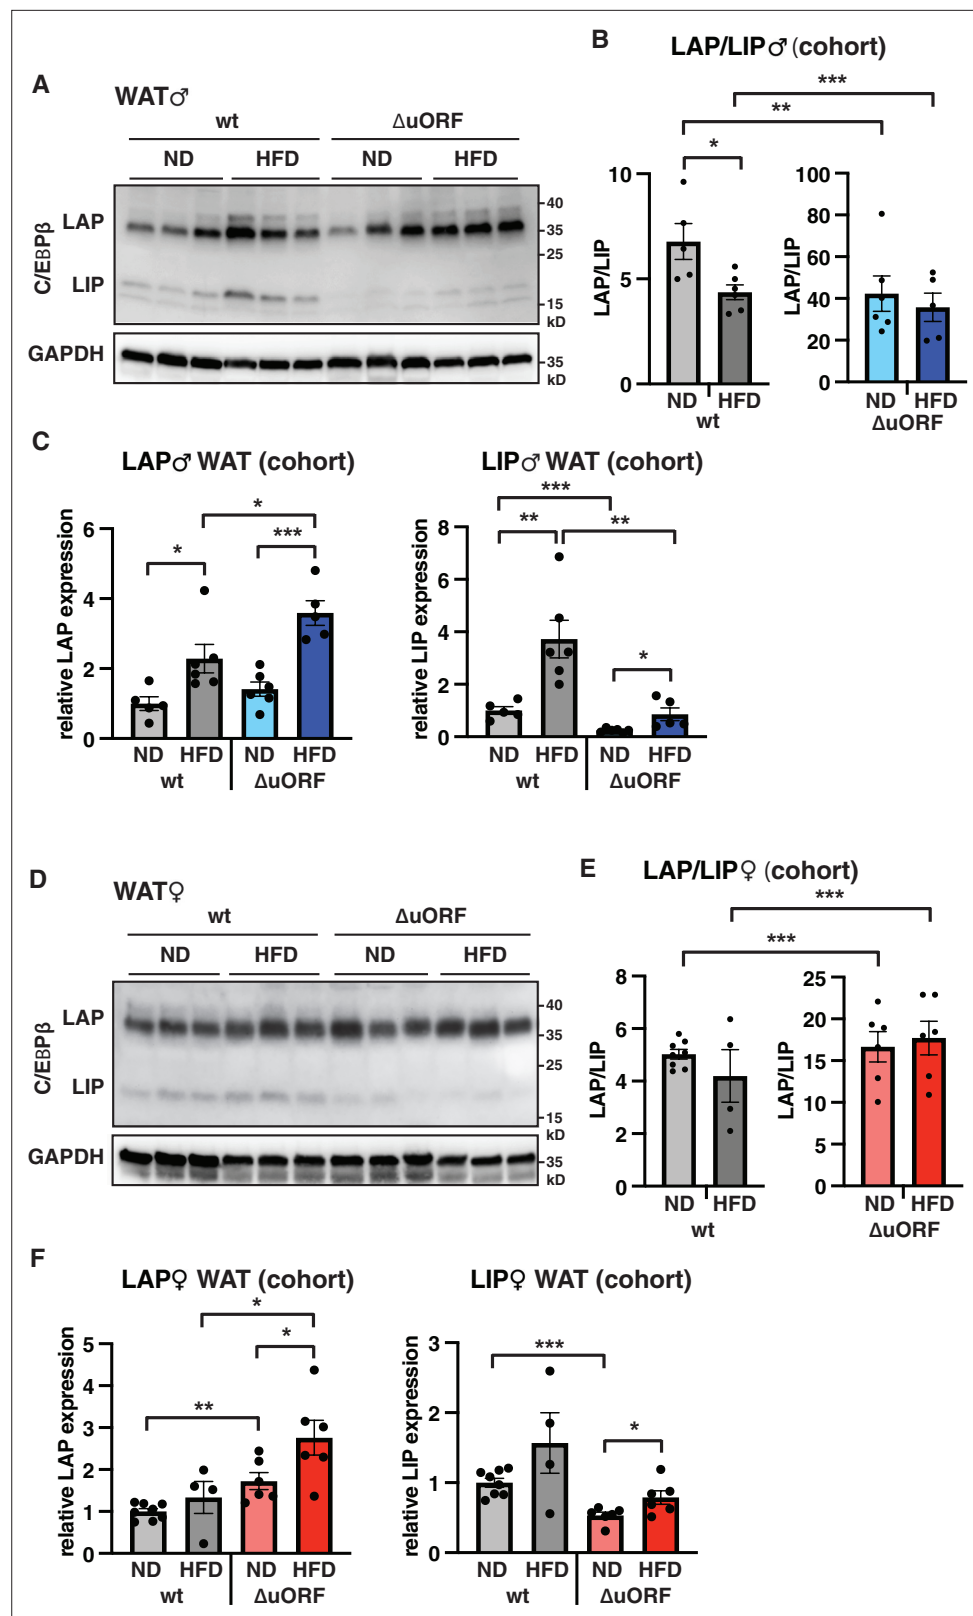 A
WAT♂
wt
ΔuORF
ND
HFD
ND
HFD
C/EBPβ
LAP
LIP
40
35
25
15
kD
GAPDH
35
kD
B
LAP/LIP♂ (cohort)
***
**
*
LAP/LIP
10
5
0
ND
HFD
wt
LAP/LIP
100
80
60
40
20
0
ND
HFD
ΔuORF
C
LAP♂ WAT (cohort)
*
*
***
relative LAP expression
6
4
2
0
ND
HFD
ND
HFD
wt
ΔuORF
LIP♂ WAT (cohort)
***
**
**
*
relative LIP expression
8
6
4
2
0
ND
HFD
ND
HFD
wt
ΔuORF
D
WAT♀
wt
ΔuORF
ND
HFD
ND
HFD
C/EBPβ
LAP
LIP
40
35
25
15
kD
GAPDH
35
kD
E
LAP/LIP♀ (cohort)
***
***
LAP/LIP
8
6
4
2
0
ND
HFD
wt
LAP/LIP
25
20
15
10
5
0
ND
HFD
ΔuORF
F
LAP♀ WAT (cohort)
*
*
**
relative LAP expression
5
4
3
2
1
0
ND
HFD
ND
HFD
wt
ΔuORF
LIP♀ WAT (cohort)
***
*
relative LIP expression
3
2
1
0
ND
HFD
ND
HFD
wt
ΔuORF